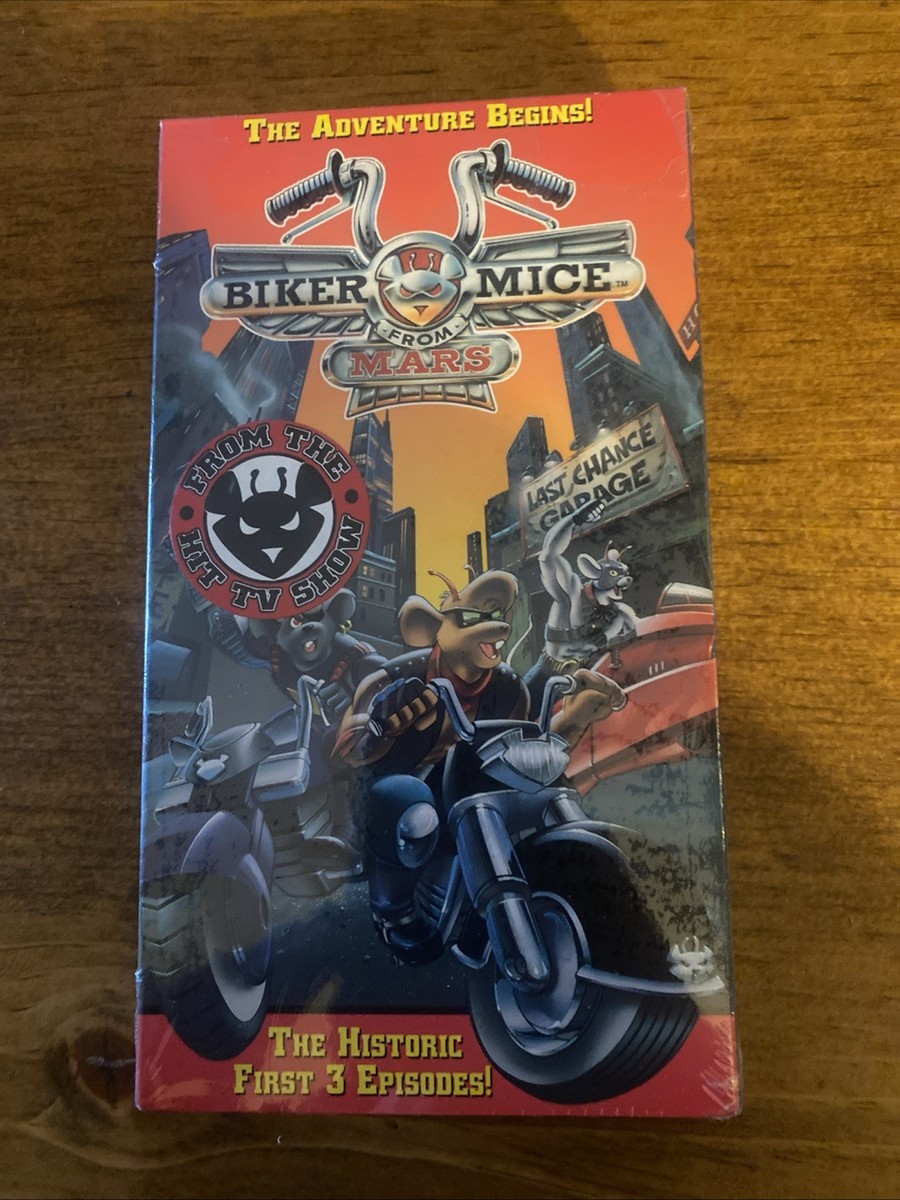 The Adventure Begins!
BIKER MICE™
FROM
MARS
FROM THE
HIT TV SHOW
LAST CHANCE
GARAGE
The Historic
First 3 Episodes!